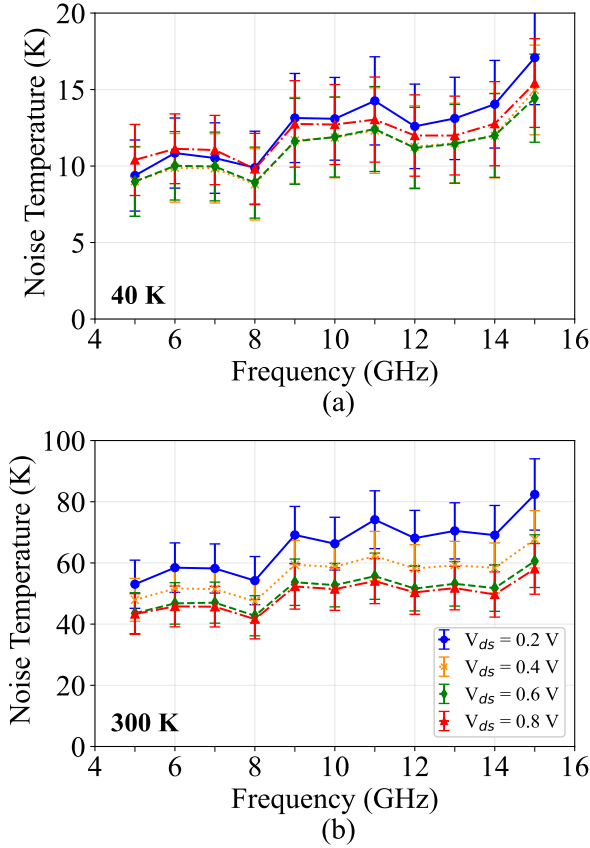 20
15
10
5
0
Noise Temperature (K)
40 K
4 6 8 10 12 14 16
Frequency (GHz)
(a)
100
80
60
40
20
0
Noise Temperature (K)
300 K
V_ds = 0.2 V
V_ds = 0.4 V
V_ds = 0.6 V
V_ds = 0.8 V
4 6 8 10 12 14 16
Frequency (GHz)
(b)